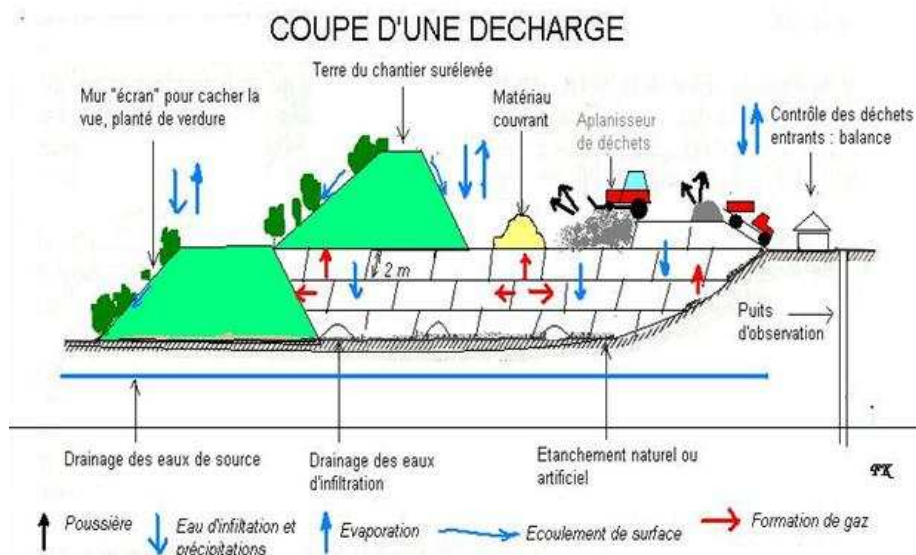 COUPE D'UNE DECHARGE
Terre du chantier surélevée
Mur "écran" pour cacher la
vue, planté de verdure
Matériau
couvrant
Aplanisseur
de déchets
Contrôle des déchets
entrants : balance
2 m
Puits
d'observation
Drainage des eaux de source
Drainage des eaux
d'infiltration
Etanchement naturel ou
artificiel
Poussière
Eau d'infiltation et
précipitations
Evaporation
Ecoulement de surface
Formation de gaz